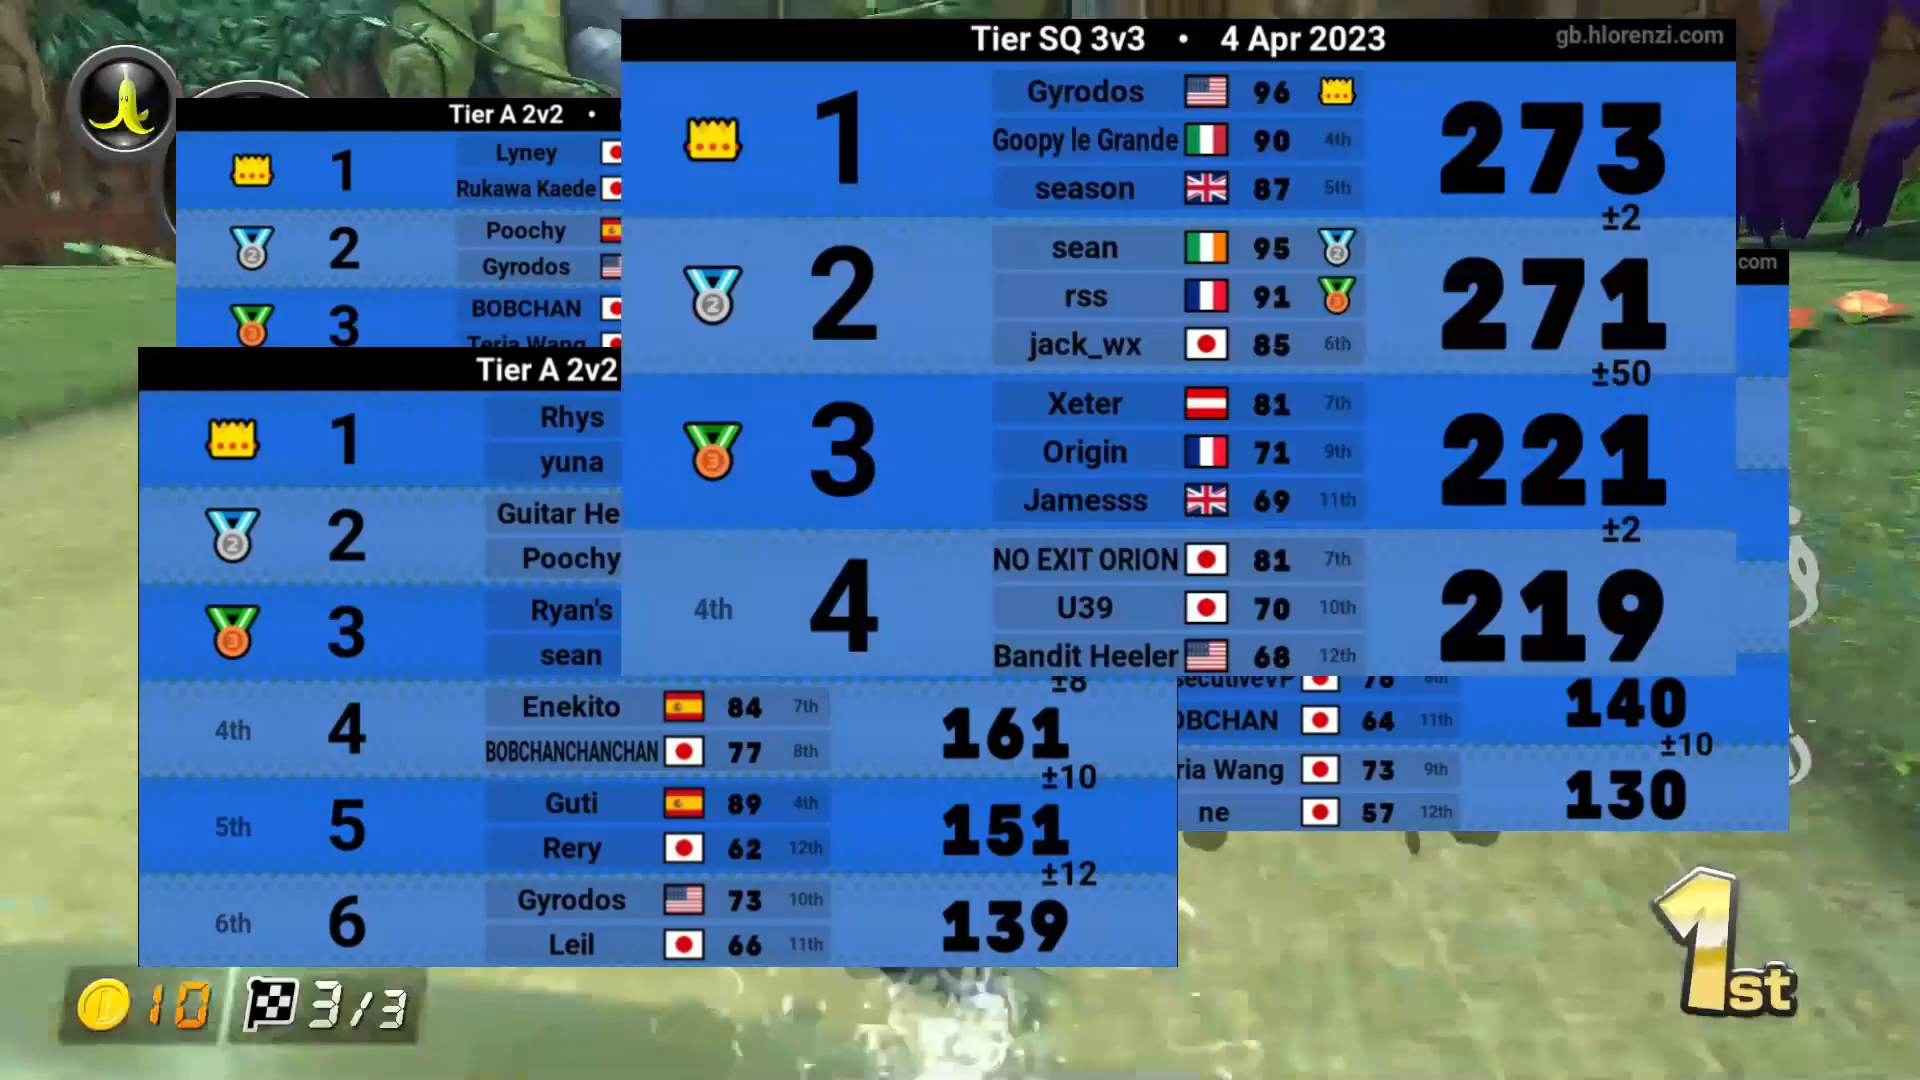 Tier SQ 3v3 • 4 Apr 2023
gb.hlorenzi.com
1
Gyrodos 96
Goopy le Grande 90 4th
season 87 5th
273
±2
2
sean 95
rss 91
jack_wx 85 6th
271
±50
3
Xeter 81 7th
Origin 71 9th
Jamesss 69 11th
221
±2
4th 4
NO EXIT ORION 81 7th
U39 70 10th
Bandit Heeler 68 12th
219
Tier A 2v2 •
1
Lyney
Rukawa Kaede
2
Poochy
Gyrodos
3
BOBCHAN
Teria Wang
Tier A 2v2
1
Rhys
yuna
2
Guitar He
Poochy
3
Ryan's
sean
±8
4th 4
Enekito 84 7th
BOBCHANCHANCHAN 77 8th
161
±10
5th 5
Guti 89 4th
Rery 62 12th
151
±12
6th 6
Gyrodos 73 10th
Leil 66 11th
139
.com
OBCHAN 64 11th
140
±10
ria Wang 73 9th
ne 57 12th
130
10
3/3
1st